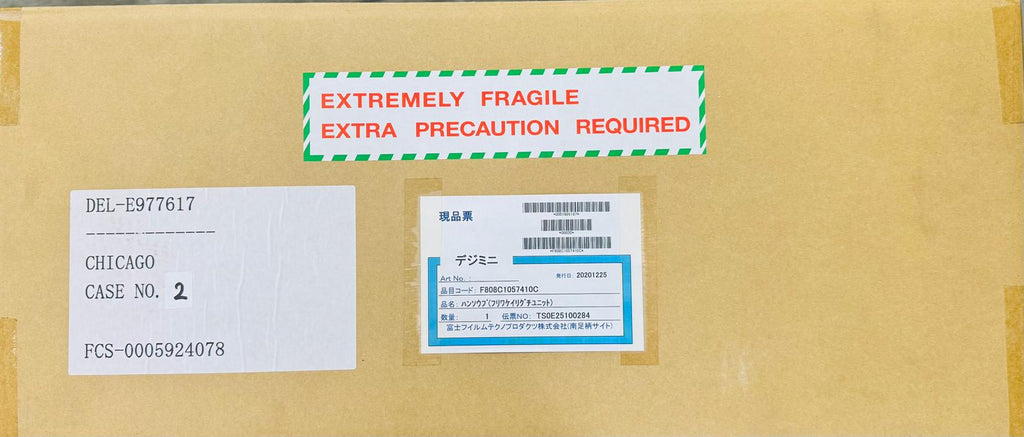 EXTREMELY FRAGILE
EXTRA PRECAUTION REQUIRED
DEL-E977617
---------------
CHICAGO
CASE NO. 2
FCS-0005924078
現品票
デジミニ
Art No. :
発行日: 20201225
品目コード: F808C1057410C
品名: ハンソウブ(フリワケイリグチユニット)
数量: 1 伝票NO: TS0E25100284
富士フイルムテクノプロダクツ株式会社(南足柄サイト)